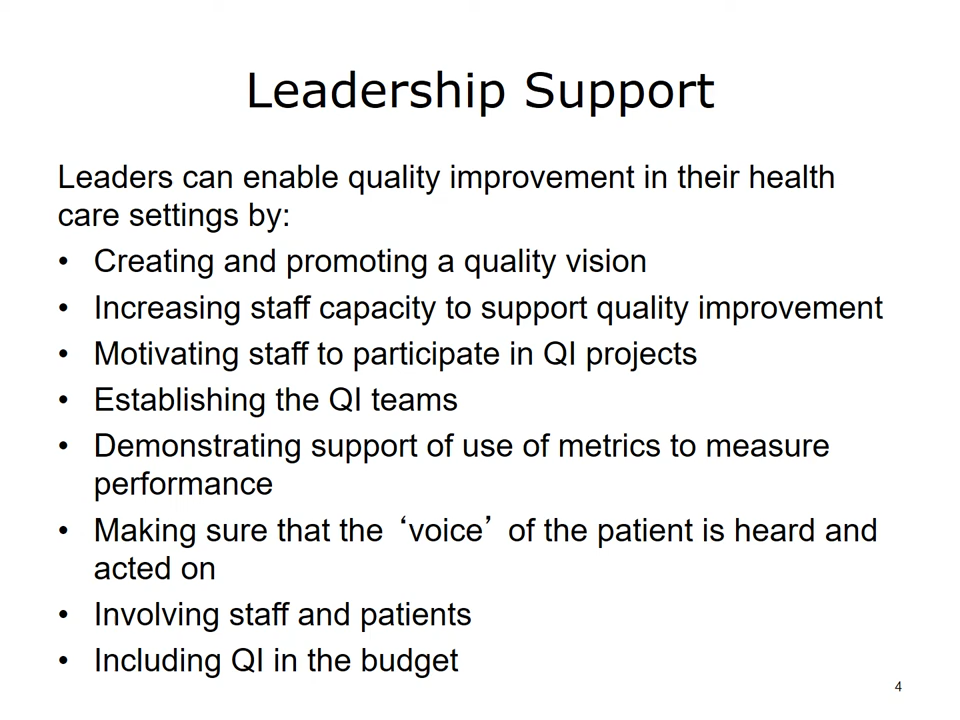 Leadership Support
Leaders can enable quality improvement in their health
care settings by:
• Creating and promoting a quality vision
• Increasing staff capacity to support quality improvement
• Motivating staff to participate in QI projects
• Establishing the QI teams
• Demonstrating support of use of metrics to measure
performance
• Making sure that the ‘voice’ of the patient is heard and
acted on
• Involving staff and patients
• Including QI in the budget
4